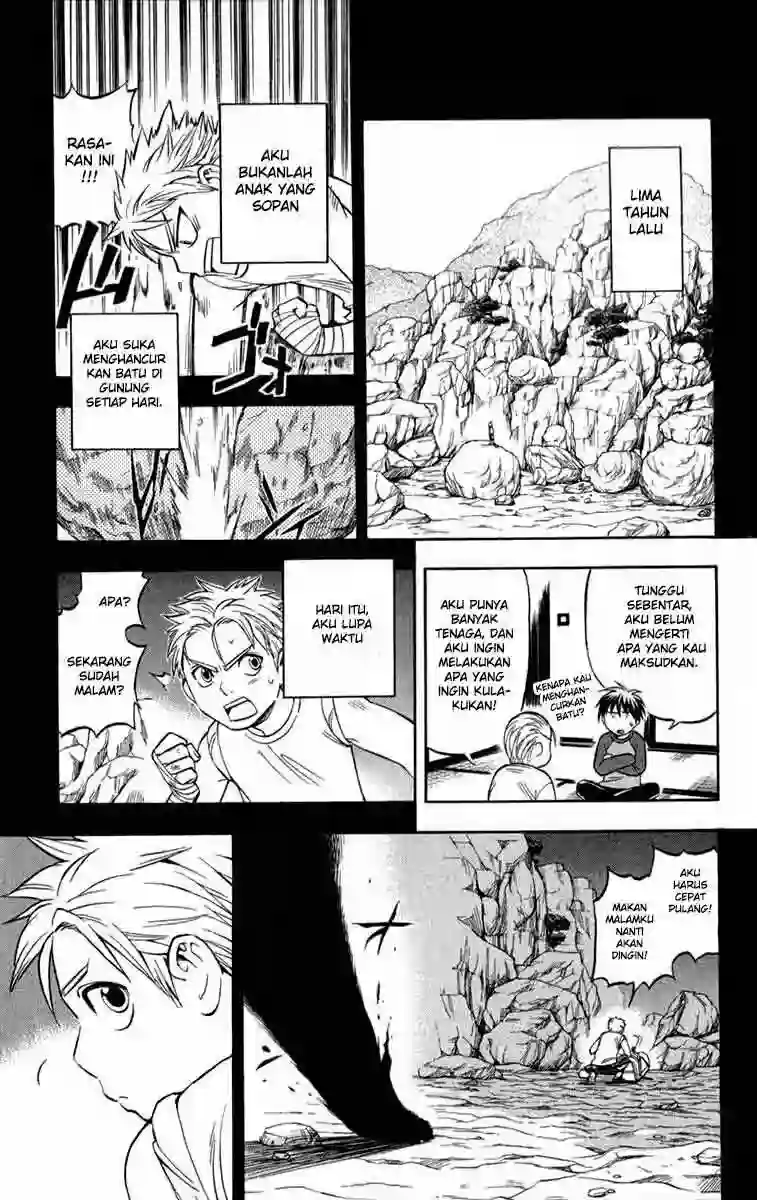 LIMA
TAHUN
LALU
AKU
BUKANLAH
ANAK YANG
SOPAN
RASA-
KAN INI
!!!
ドゴォ
AKU SUKA
MENGHANCUR
KAN BATU DI
GUNUNG
SETIAP HARI.
TUNGGU
SEBENTAR,
AKU BELUM
MENGERTI
APA YANG KAU
MAKSUDKAN.
KENAPA KAU
MENGHAN-
CURKAN
BATU?
AKU PUNYA
BANYAK
TENAGA, DAN
AKU INGIN
MELAKUKAN
APA YANG
INGIN KULA-
KUKAN!
HARI ITU,
AKU LUPA
WAKTU
APA?
SEKARANG
SUDAH
MALAM?
AKU
HARUS
CEPAT
PULANG!
MAKAN
MALAMKU
NANTI
AKAN
DINGIN!